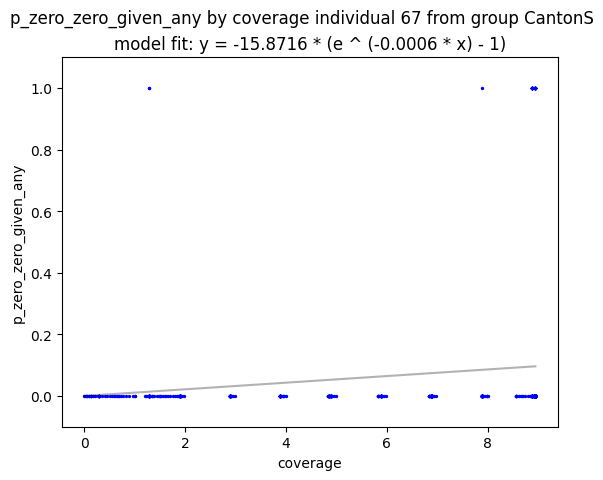 p_zero_zero_given_any by coverage individual 67 from group CantonS
model fit: y = -15.8716 * (e ^ (-0.0006 * x) - 1)
1.0
0.8
0.6
0.4
0.2
0.0
p_zero_zero_given_any
0 2 4 6 8
coverage